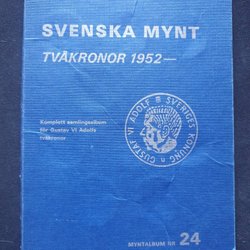 SVENSKA MYNT
TVÅKRONOR 1952—
Komplett samlingsalbum
för Gustav VI Adolfs
tvåkronor
GUSTAF VI ADOLF SVERIGES KONUNG
MYNTALBUM NR 24